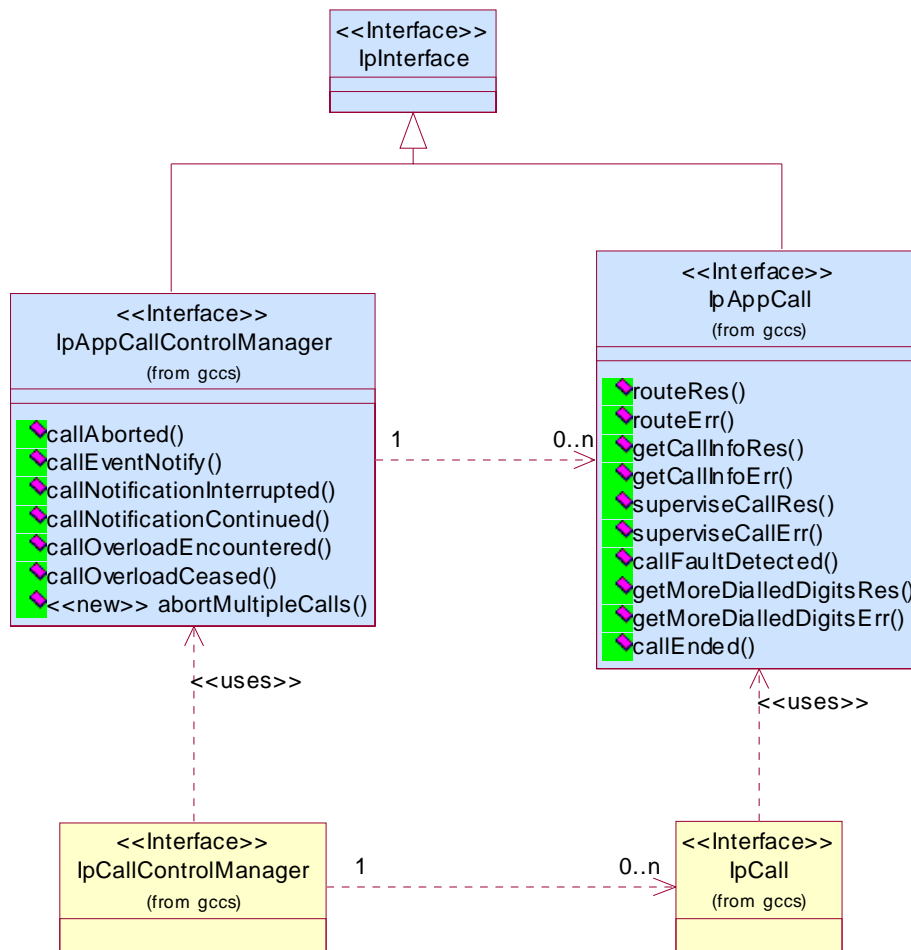 <<Interface>>
IpInterface
<<Interface>>
IpAppCallControlManager
(from gccs)
callAborted()
callEventNotify()
callNotificationInterrupted()
callNotificationContinued()
callOverloadEncountered()
callOverloadCeased()
<<new>> abortMultipleCalls()
1
0..n
<<Interface>>
IpAppCall
(from gccs)
routeRes()
routeErr()
getCallInfoRes()
getCallInfoErr()
superviseCallRes()
superviseCallErr()
callFaultDetected()
getMoreDialledDigitsRes()
getMoreDialledDigitsErr()
callEnded()
<<uses>>
<<uses>>
<<Interface>>
IpCallControlManager
(from gccs)
1
0..n
<<Interface>>
IpCall
(from gccs)